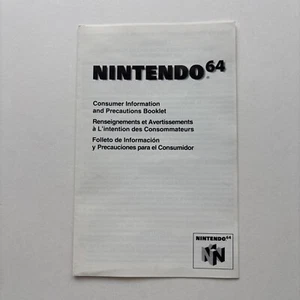 NINTENDO64
Consumer Information
and Precautions Booklet
Renseignements et Avertissements
à L'intention des Consommateurs
Folleto de Información
y Precauciones para el Consumidor
NINTENDO64